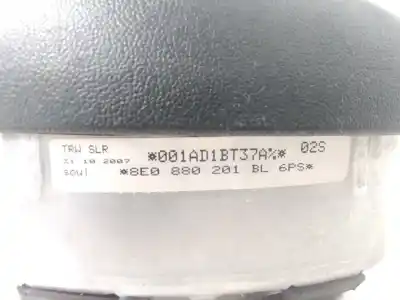 TRW SLR
31 10 2007 *001AD1BT37A%* 02S
*8E0 880 201 BL 6PS*